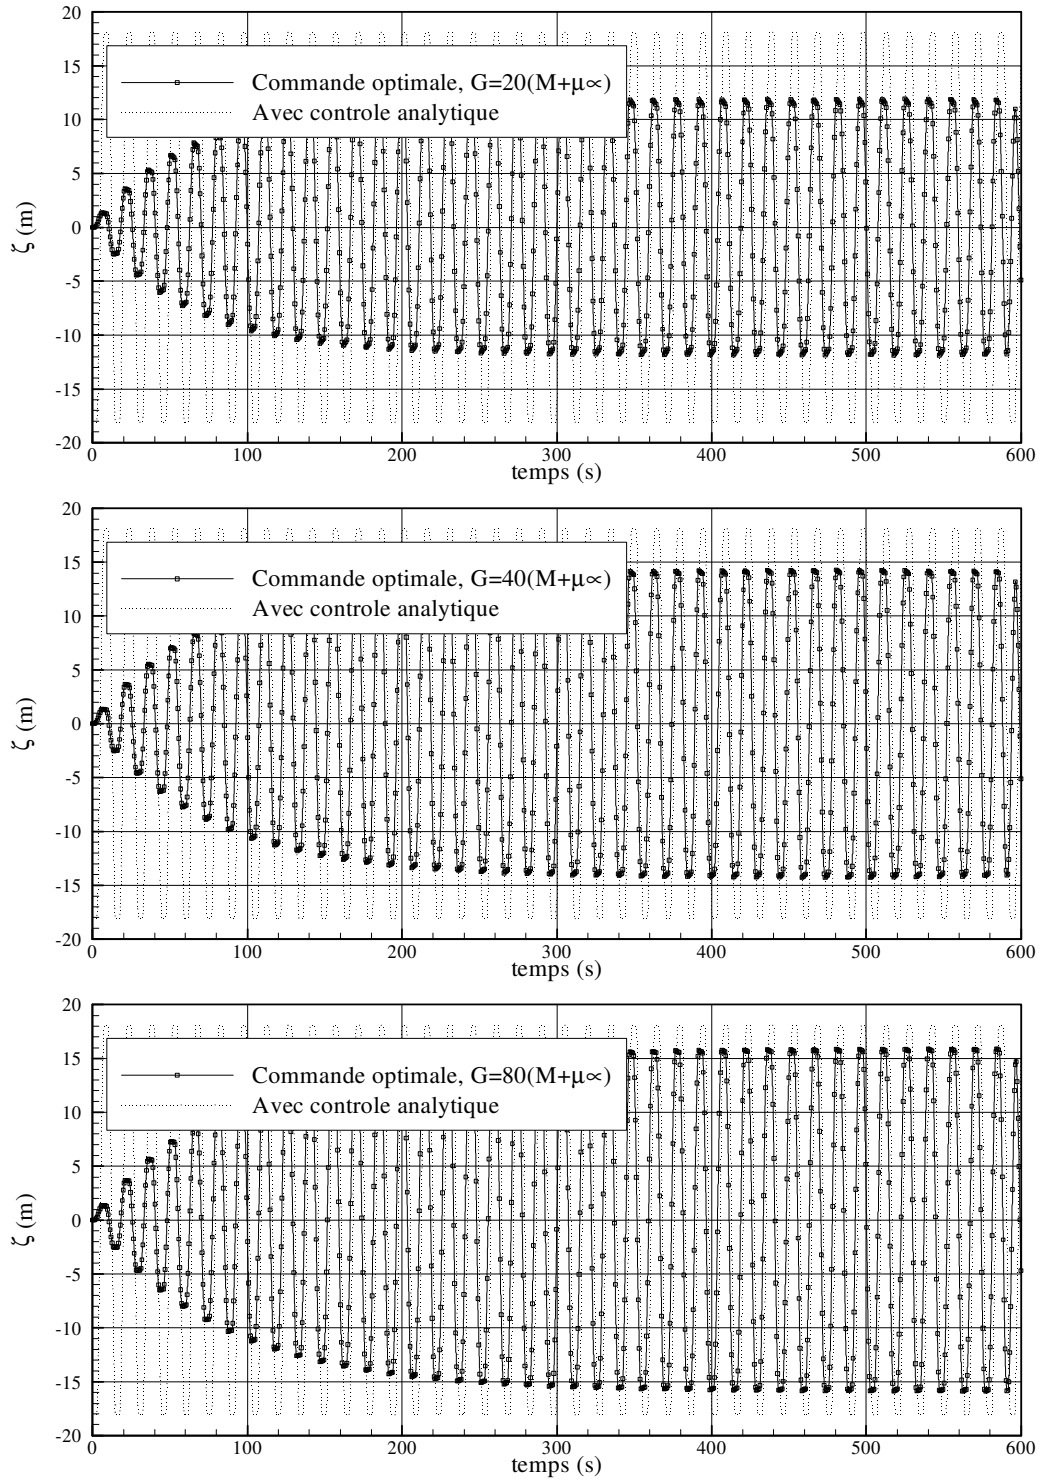 20
15
10
5
0
-5
-10
-15
-20
ζ (m)
Commande optimale, G=20(M+μ∝)
Avec controle analytique
0 100 200 300 400 500 600
temps (s)
20
15
10
5
0
-5
-10
-15
-20
ζ (m)
Commande optimale, G=40(M+μ∝)
Avec controle analytique
0 100 200 300 400 500 600
temps (s)
20
15
10
5
0
-5
-10
-15
-20
ζ (m)
Commande optimale, G=80(M+μ∝)
Avec controle analytique
0 100 200 300 400 500 600
temps (s)